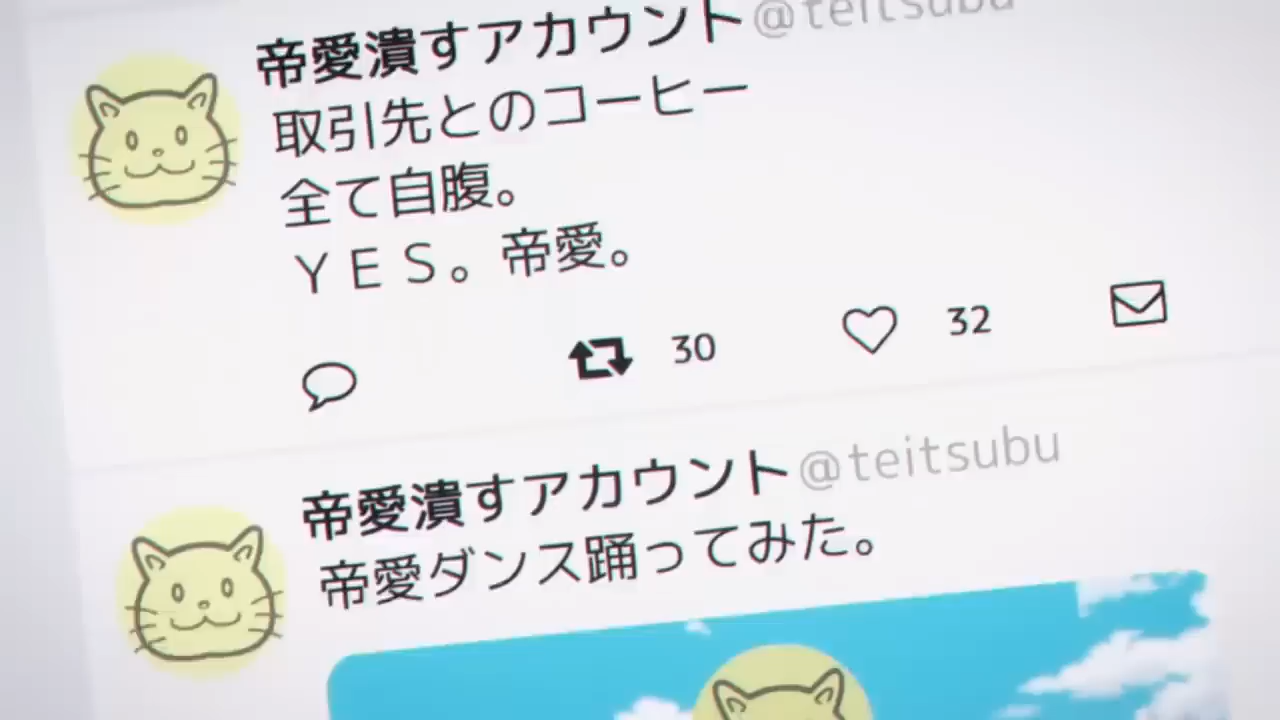 帝愛潰すアカウント@teitsubu
取引先とのコーヒー
全て自腹。
ＹＥＳ。帝愛。
30 32
帝愛潰すアカウント@teitsubu
帝愛ダンス踊ってみた。